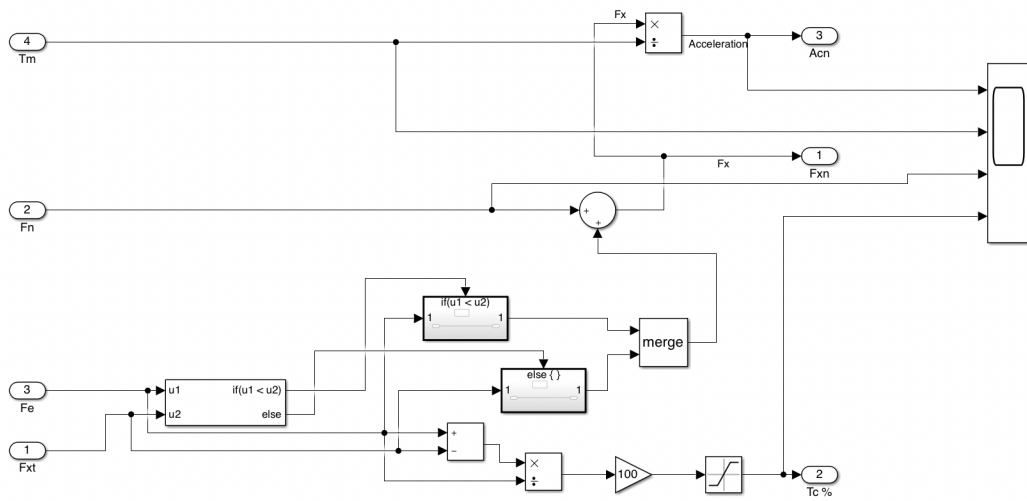 4
Tm
Fx
×
÷
Acceleration
3
Acn
1
Fxn
Fx
2
Fn
+
+
if(u1 < u2)
1
1
merge
else { }
1
1
3
Fe
u1
if(u1 < u2)
u2
else
1
Fxt
+
−
×
÷
100
2
Tc %